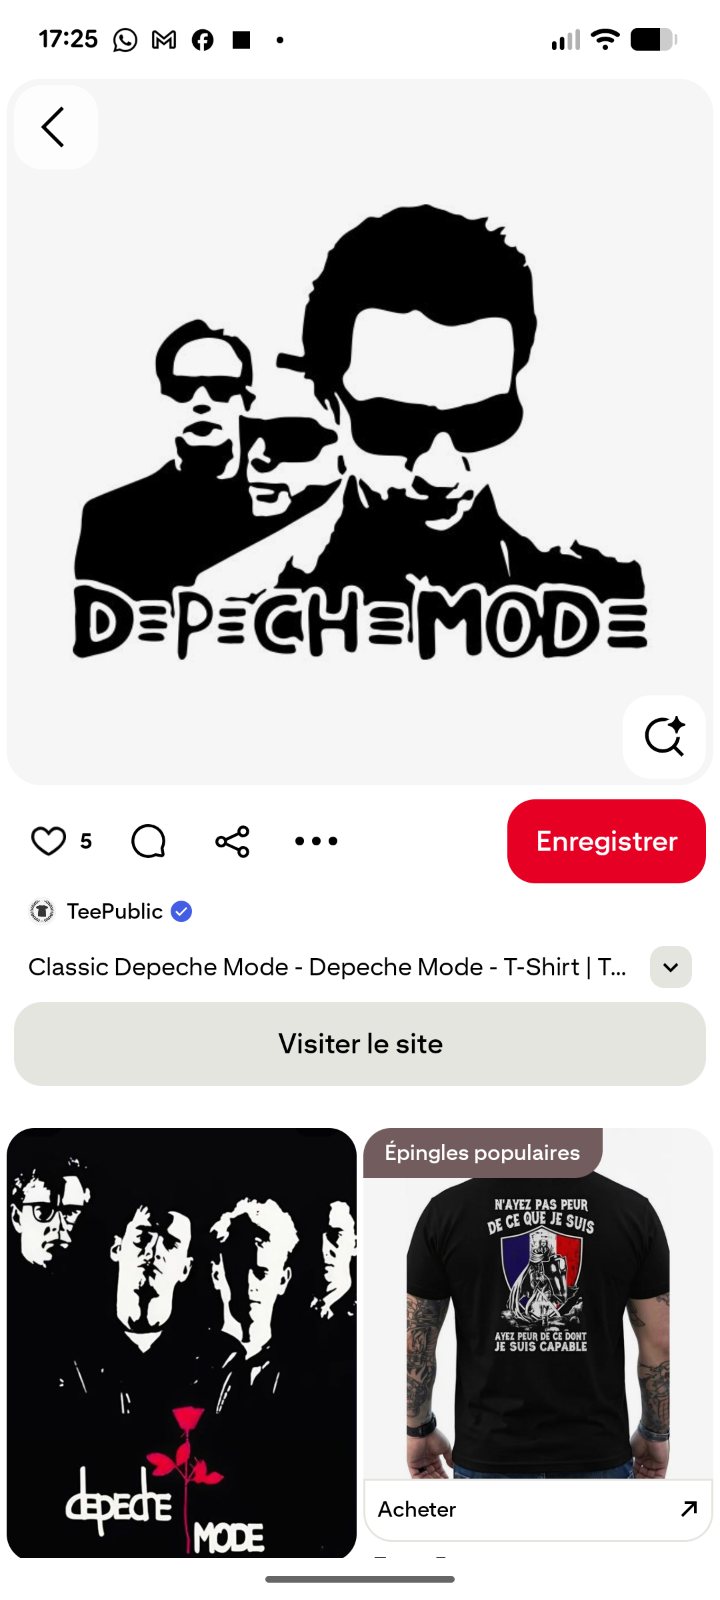 17:25
DEPECHE MODE
5
Enregistrer
TeePublic
Classic Depeche Mode - Depeche Mode - T-Shirt | T...
Visiter le site
depeche
MODE
Épingles populaires
N'AYEZ PAS PEUR
DE CE QUE JE SUIS
AYEZ PEUR DE CE DONT
JE SUIS CAPABLE
Acheter